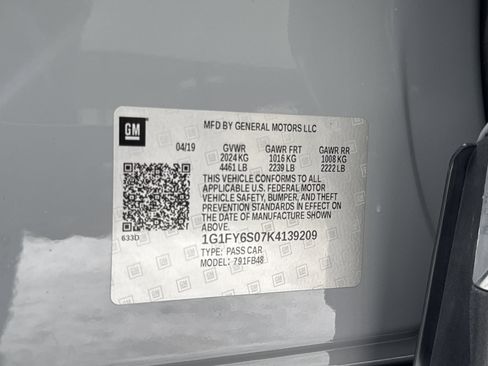 GM
MFD BY GENERAL MOTORS LLC
04/19 GVWR GAWR FRT GAWR RR
2024 KG 1016 KG 1008 KG
4461 LB 2239 LB 2222 LB
THIS VEHICLE CONFORMS TO ALL
APPLICABLE U.S. FEDERAL MOTOR
VEHICLE SAFETY, BUMPER, AND THEFT
PREVENTION STANDARDS IN EFFECT ON
THE DATE OF MANUFACTURE SHOWN
ABOVE.
633D
1G1FY6S07K4139209
TYPE: PASS CAR
MODEL: 791FB48